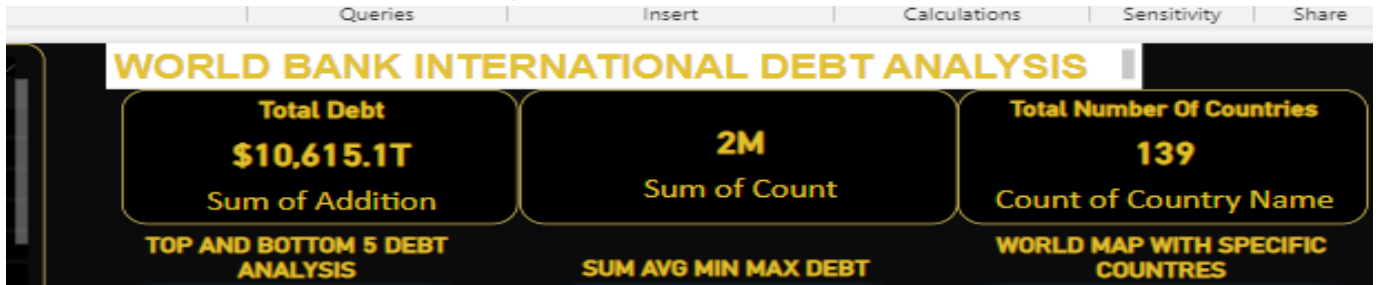 Queries Insert Calculations Sensitivity Share
WORLD BANK INTERNATIONAL DEBT ANALYSIS
Total Debt
$10,615.1T
Sum of Addition
2M
Sum of Count
Total Number Of Countries
139
Count of Country Name
TOP AND BOTTOM 5 DEBT
ANALYSIS
SUM AVG MIN MAX DEBT
WORLD MAP WITH SPECIFIC
COUNTRES